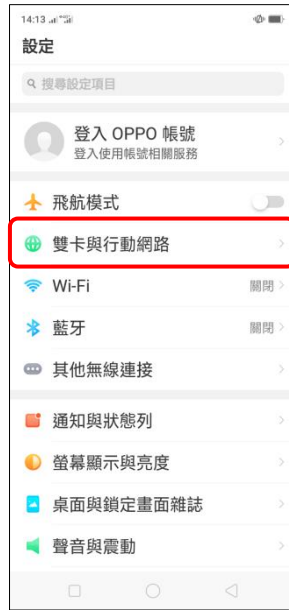 14:13
設定
搜尋設定項目
登入 OPPO 帳號
登入使用帳號相關服務
飛航模式
雙卡與行動網路
Wi-Fi
關閉
藍牙
關閉
其他無線連接
通知與狀態列
螢幕顯示與亮度
桌面與鎖定畫面雜誌
聲音與震動